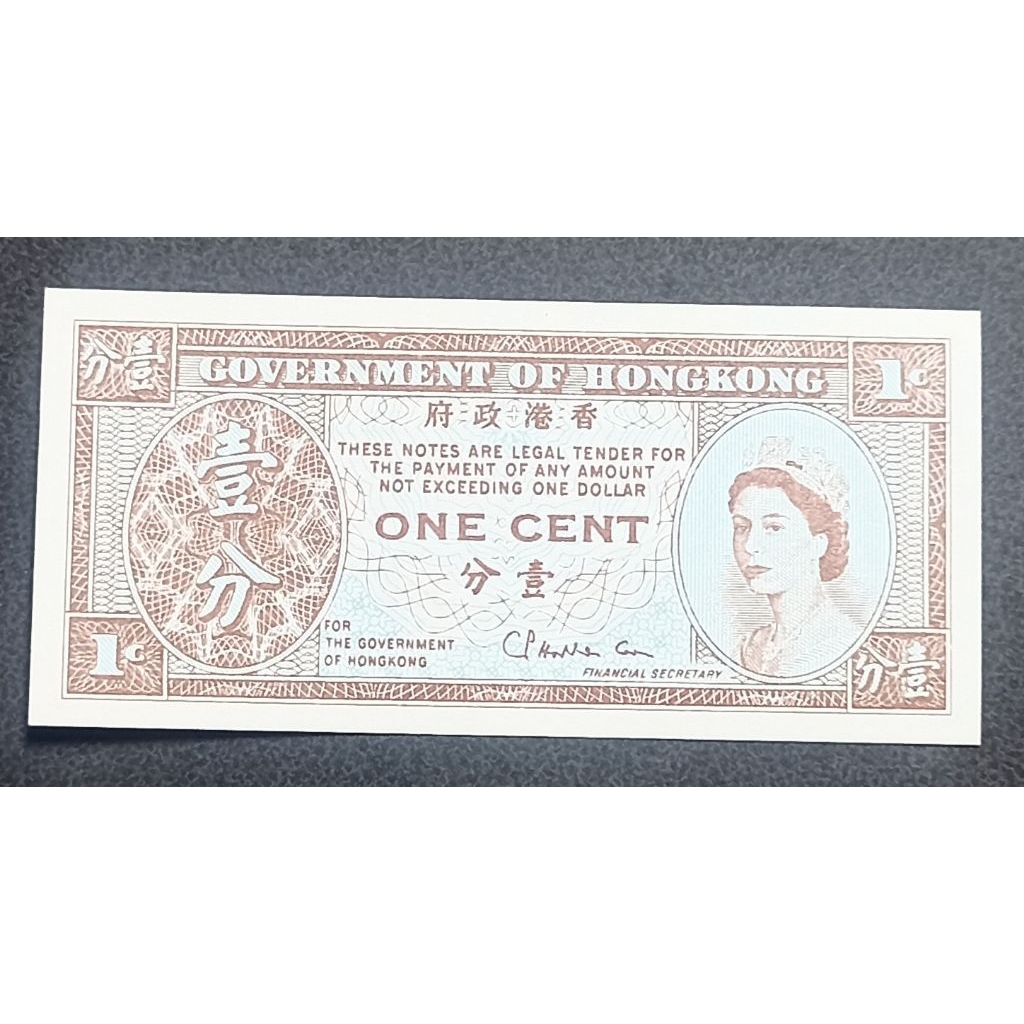 分壹
GOVERNMENT OF HONGKONG
1C
府政港香
THESE NOTES ARE LEGAL TENDER FOR
THE PAYMENT OF ANY AMOUNT
NOT EXCEEDING ONE DOLLAR
壹
分
ONE CENT
分壹
FOR
THE GOVERNMENT
OF HONGKONG
FINANCIAL SECRETARY
1C
分壹